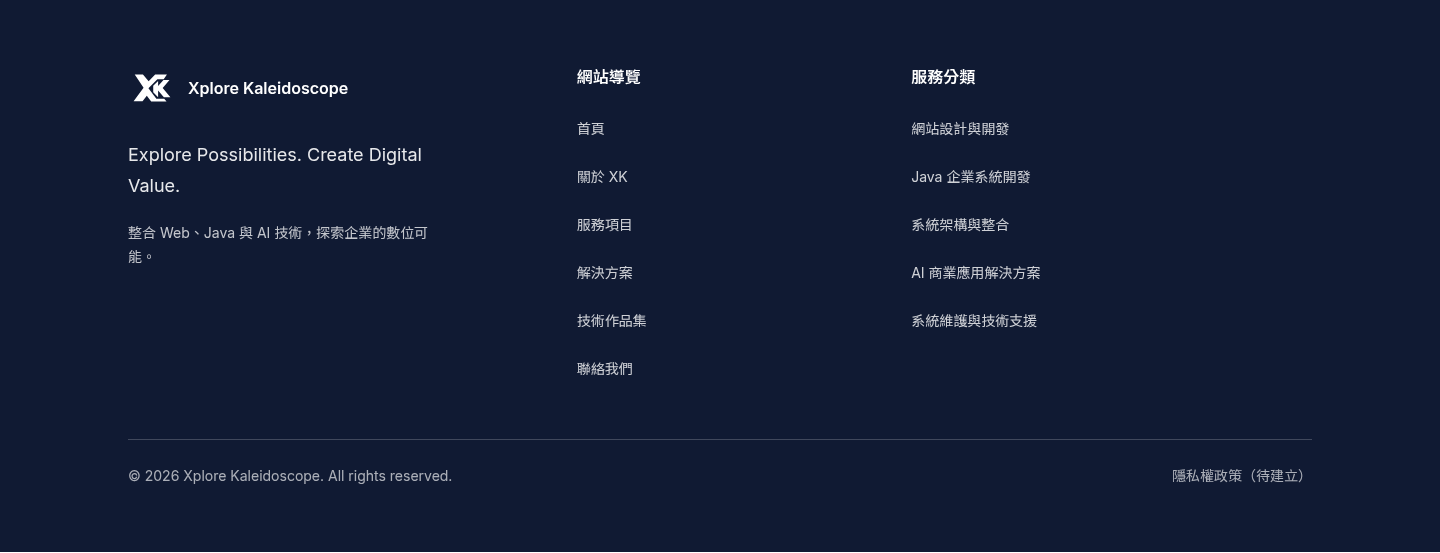 XK
Xplore Kaleidoscope
Explore Possibilities. Create Digital
Value.
整合 Web、Java 與 AI 技術，探索企業的數位可
能。
網站導覽
首頁
關於 XK
服務項目
解決方案
技術作品集
聯絡我們
服務分類
網站設計與開發
Java 企業系統開發
系統架構與整合
AI 商業應用解決方案
系統維護與技術支援
© 2026 Xplore Kaleidoscope. All rights reserved.
隱私權政策（待建立）